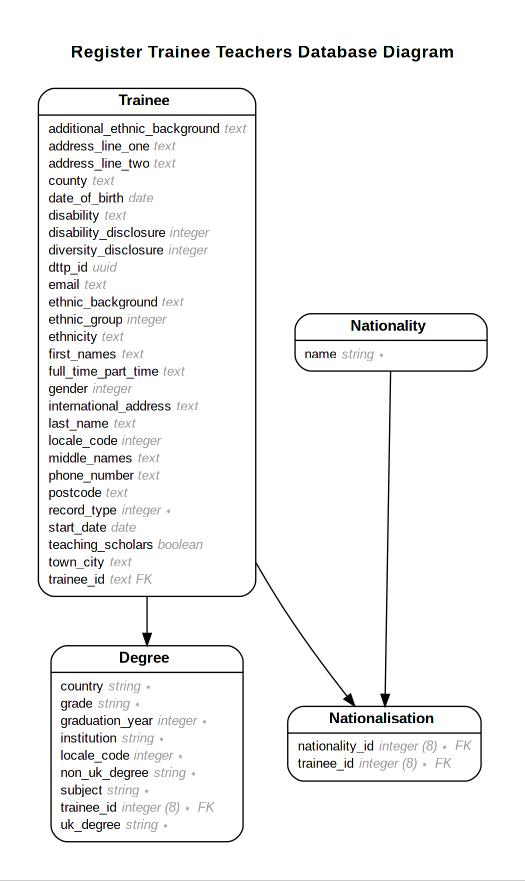 Register Trainee Teachers Database Diagram
Trainee
additional_ethnic_background text
address_line_one text
address_line_two text
county text
date_of_birth date
disability text
disability_disclosure integer
diversity_disclosure integer
dttp_id uuid
email text
ethnic_background text
ethnic_group integer
ethnicity text
first_names text
full_time_part_time text
gender integer
international_address text
last_name text
locale_code integer
middle_names text
phone_number text
postcode text
record_type integer *
start_date date
teaching_scholars boolean
town_city text
trainee_id text FK
Nationality
name string *
Degree
country string *
grade string *
graduation_year integer *
institution string *
locale_code integer *
non_uk_degree string *
subject string *
trainee_id integer (8) * FK
uk_degree string *
Nationalisation
nationality_id integer (8) * FK
trainee_id integer (8) * FK